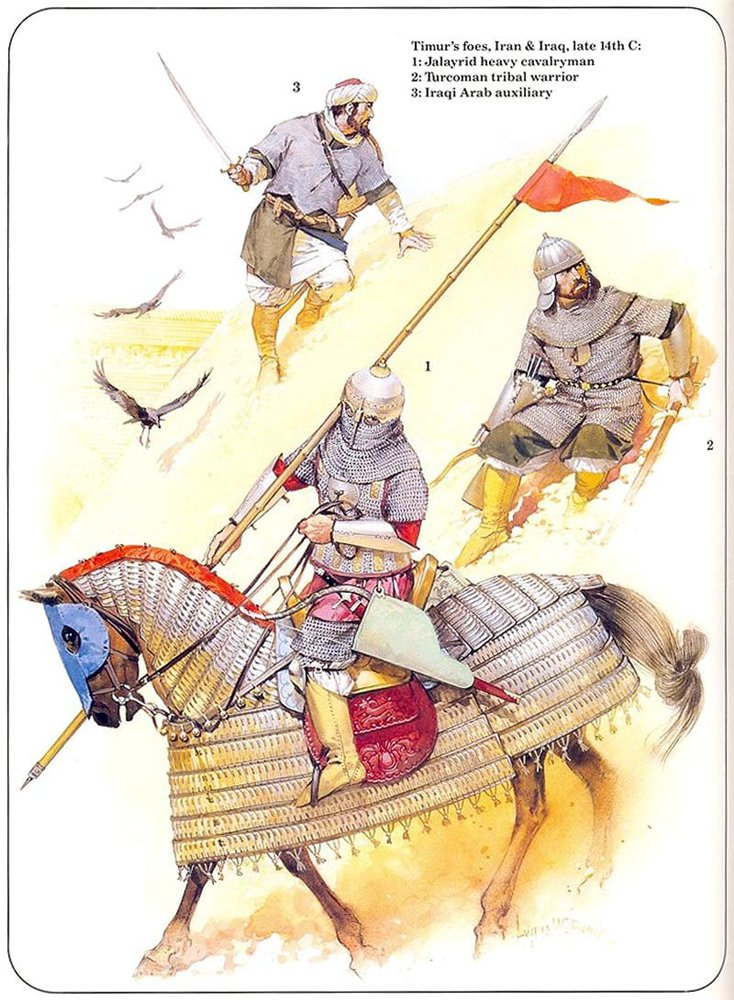 Timur's foes, Iran & Iraq, late 14th C:
1: Jalayrid heavy cavalryman
2: Turcoman tribal warrior
3: Iraqi Arab auxiliary
3
1
2